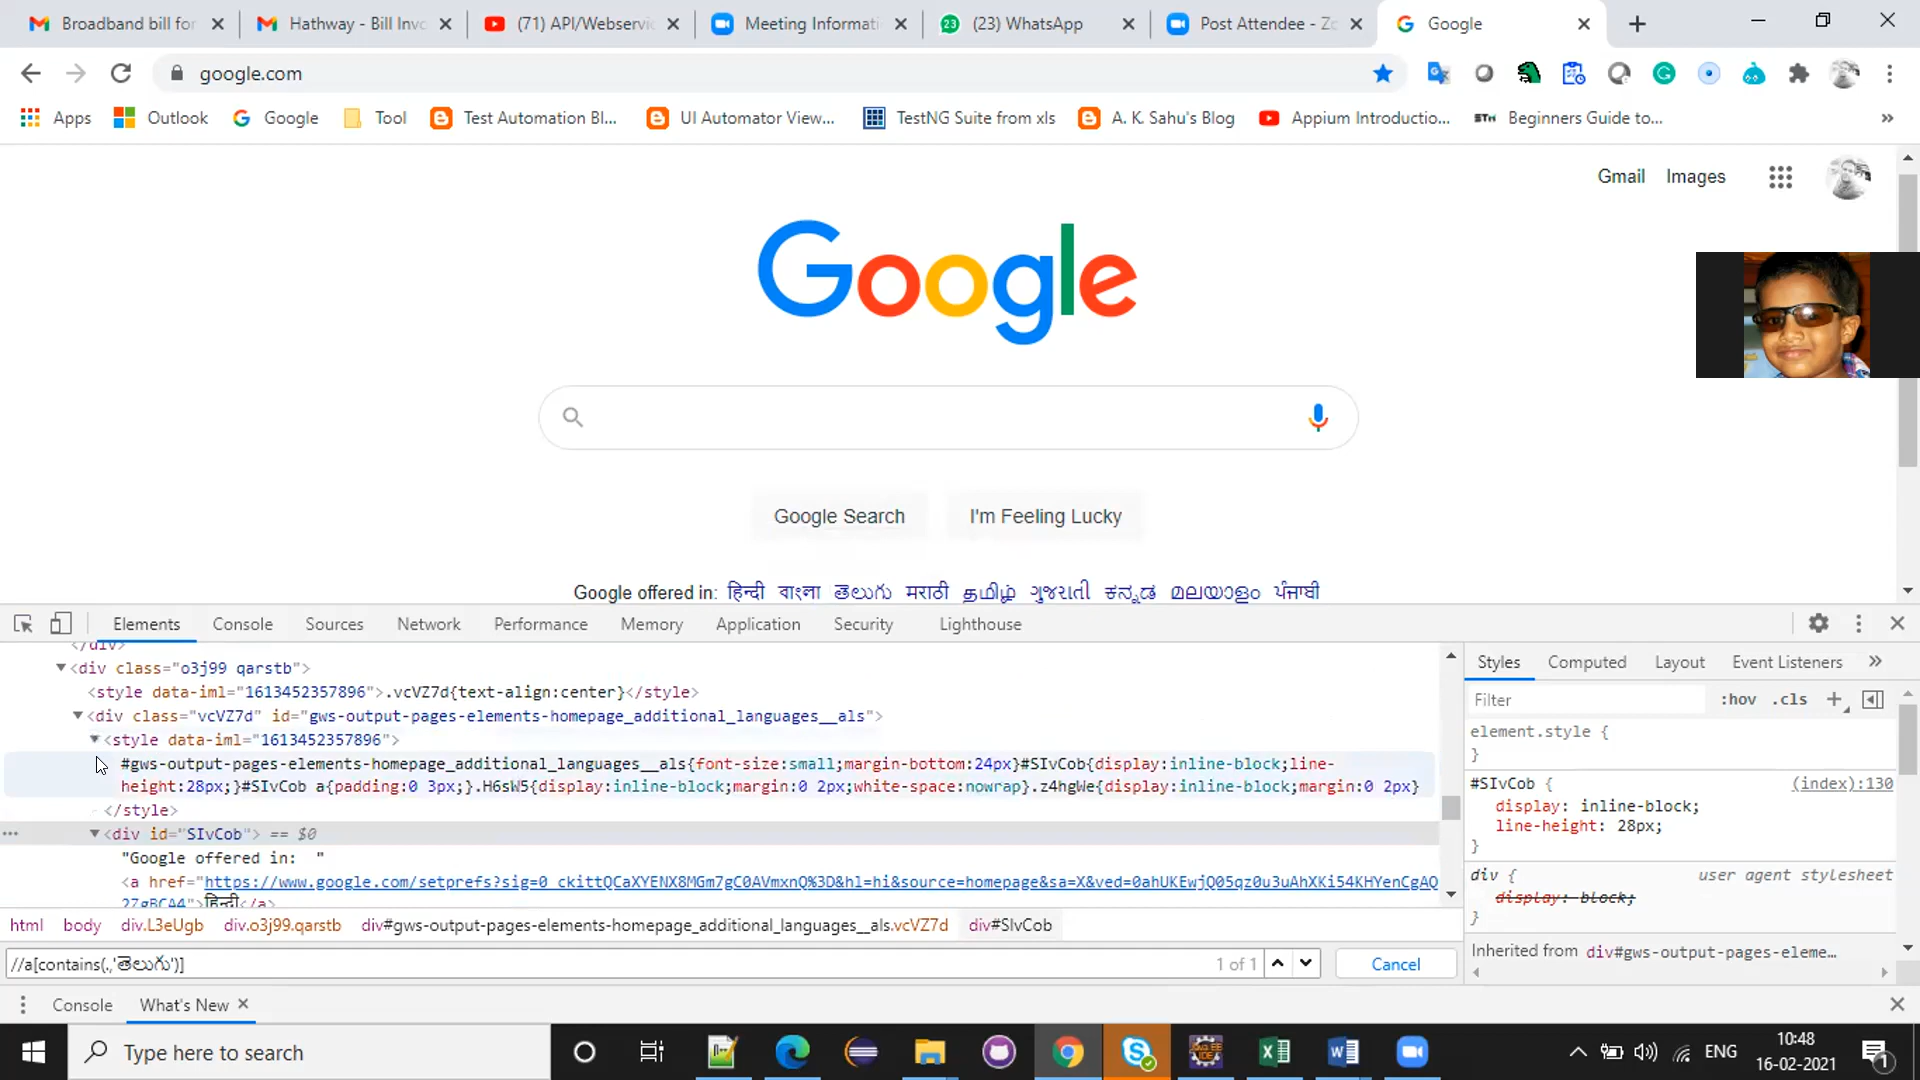 Broadband bill for
Hathway - Bill Invo
(71) API/Webservic
Meeting Informati
(23) WhatsApp
Post Attendee - Zo
Google
google.com
Apps
Outlook
Google
Tool
Test Automation Bl...
UI Automator View...
TestNG Suite from xls
A. K. Sahu's Blog
Appium Introductio...
Beginners Guide to...
»
Gmail Images
Google
Google Search
I'm Feeling Lucky
Google offered in: हिन्दी বাংলা తెలుగు मराठी தமிழ் ગુજરાતી ಕನ್ನಡ മലയാളം ਪੰਜਾਬੀ
Elements Console Sources Network Performance Memory Application Security Lighthouse
</div>
<div class="o3j99 qarstb">
<style data-iml="1613452357896">.vcVZ7d{text-align:center}</style>
<div class="vcVZ7d" id="gws-output-pages-elements-homepage_additional_languages__als">
<style data-iml="1613452357896">
#gws-output-pages-elements-homepage_additional_languages__als{font-size:small;margin-bottom:24px}#SIvCob{display:inline-block;line-
height:28px;}#SIvCob a{padding:0 3px;}.H6sW5{display:inline-block;margin:0 2px;white-space:nowrap}.z4hgWe{display:inline-block;margin:0 2px}
</style>
<div id="SIvCob"> == $0
"Google offered in:  "
<a href="https://www.google.com/setprefs?sig=0_ckittQCaXYENX8MGm7gC0AVmxnQ%3D&hl=hi&source=homepage&sa=X&ved=0ahUKEwjQ05qz0u3uAhXKi54KHYenCgAQ
2ZgBCA4">हिन्दी</a>
html body div.L3eUgb div.o3j99.qarstb div#gws-output-pages-elements-homepage_additional_languages__als.vcVZ7d div#SIvCob
//a[contains(.,'తెలుగు')]
1 of 1
Cancel
Styles Computed Layout Event Listeners »
Filter
:hov .cls +
element.style {
}
#SIvCob {
(index):130
display: inline-block;
line-height: 28px;
}
div {
user agent stylesheet
display: block;
}
Inherited from div#gws-output-pages-eleme…
Console What's New
Type here to search
ENG
10:48
16-02-2021
1